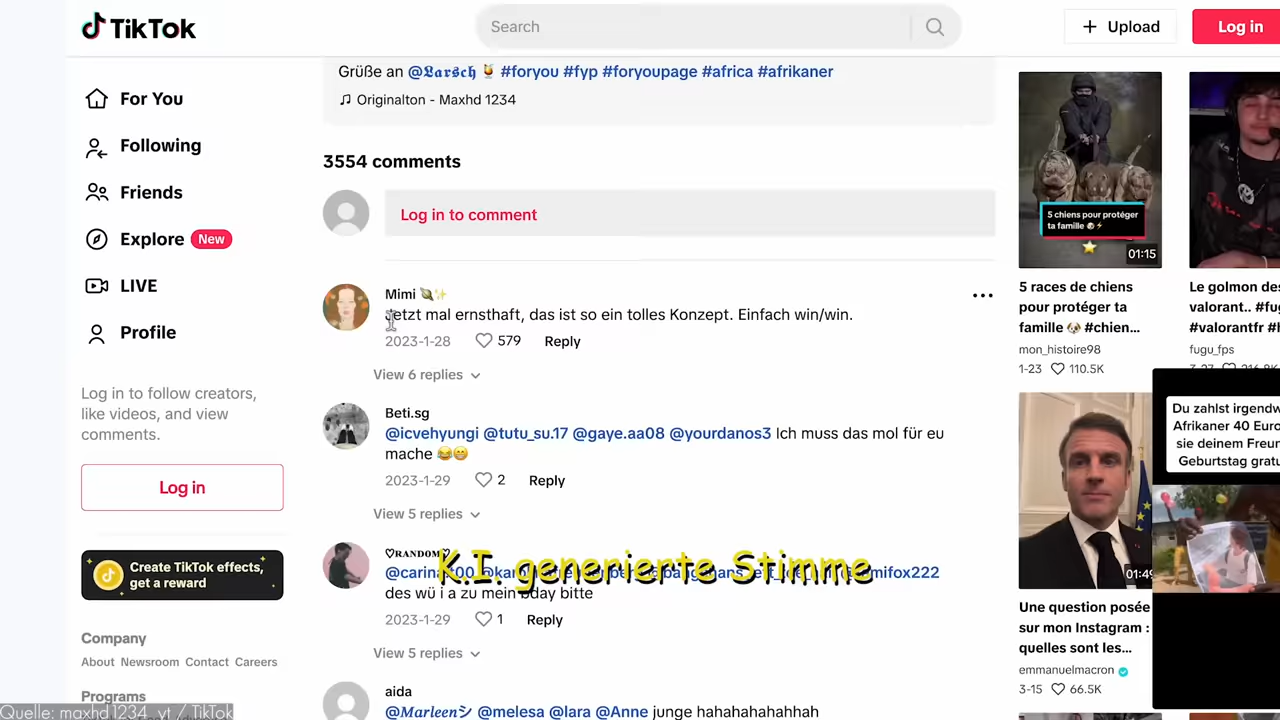 TikTok
Search
Upload
Log in
For You
Following
Friends
Explore New
LIVE
Profile
Log in to follow creators,
like videos, and view
comments.
Log in
Create TikTok effects,
get a reward
Company
About Newsroom Contact Careers
Programs
Quelle: maxhd1234_yt / TikTok
Grüße an @𝕷𝖆𝖗𝖘𝖈𝖍 🍹 #foryou #fyp #foryoupage #africa #afrikaner
♫ Originalton - Maxhd 1234
3554 comments
Log in to comment
Mimi 🍃✨
Jetzt mal ernsthaft, das ist so ein tolles Konzept. Einfach win/win.
2023-1-28 579 Reply
View 6 replies
Beti.sg
@icvehyungi @tutu_su.17 @gaye.aa08 @yourdanos3 Ich muss das mol für eu
mache 😂😁
2023-1-29 2 Reply
View 5 replies
♡ʀᴀɴᴅᴏᴍ♡
K.I. generierte Stimme
des wü i a zu mein bday bitte
2023-1-29 1 Reply
View 5 replies
aida
@𝑀𝑎𝑟𝑙𝑒𝑒𝑛シ @melesa @lara @Anne junge hahahahahahhah
5 chiens pour protéger
ta famille
01:15
5 races de chiens
pour protéger ta
famille 🐶 #chien...
mon_histoire98
1-23 110.5K
Le golmon des
valorant.. #fug
#valorantfr #h
fugu_fps
01:49
Une question posée
sur mon Instagram :
quelles sont les...
emmanuelmacron
3-15 66.5K
Du zahlst irgendw
Afrikaner 40 Euro
sie deinem Freun
Geburtstag gratu